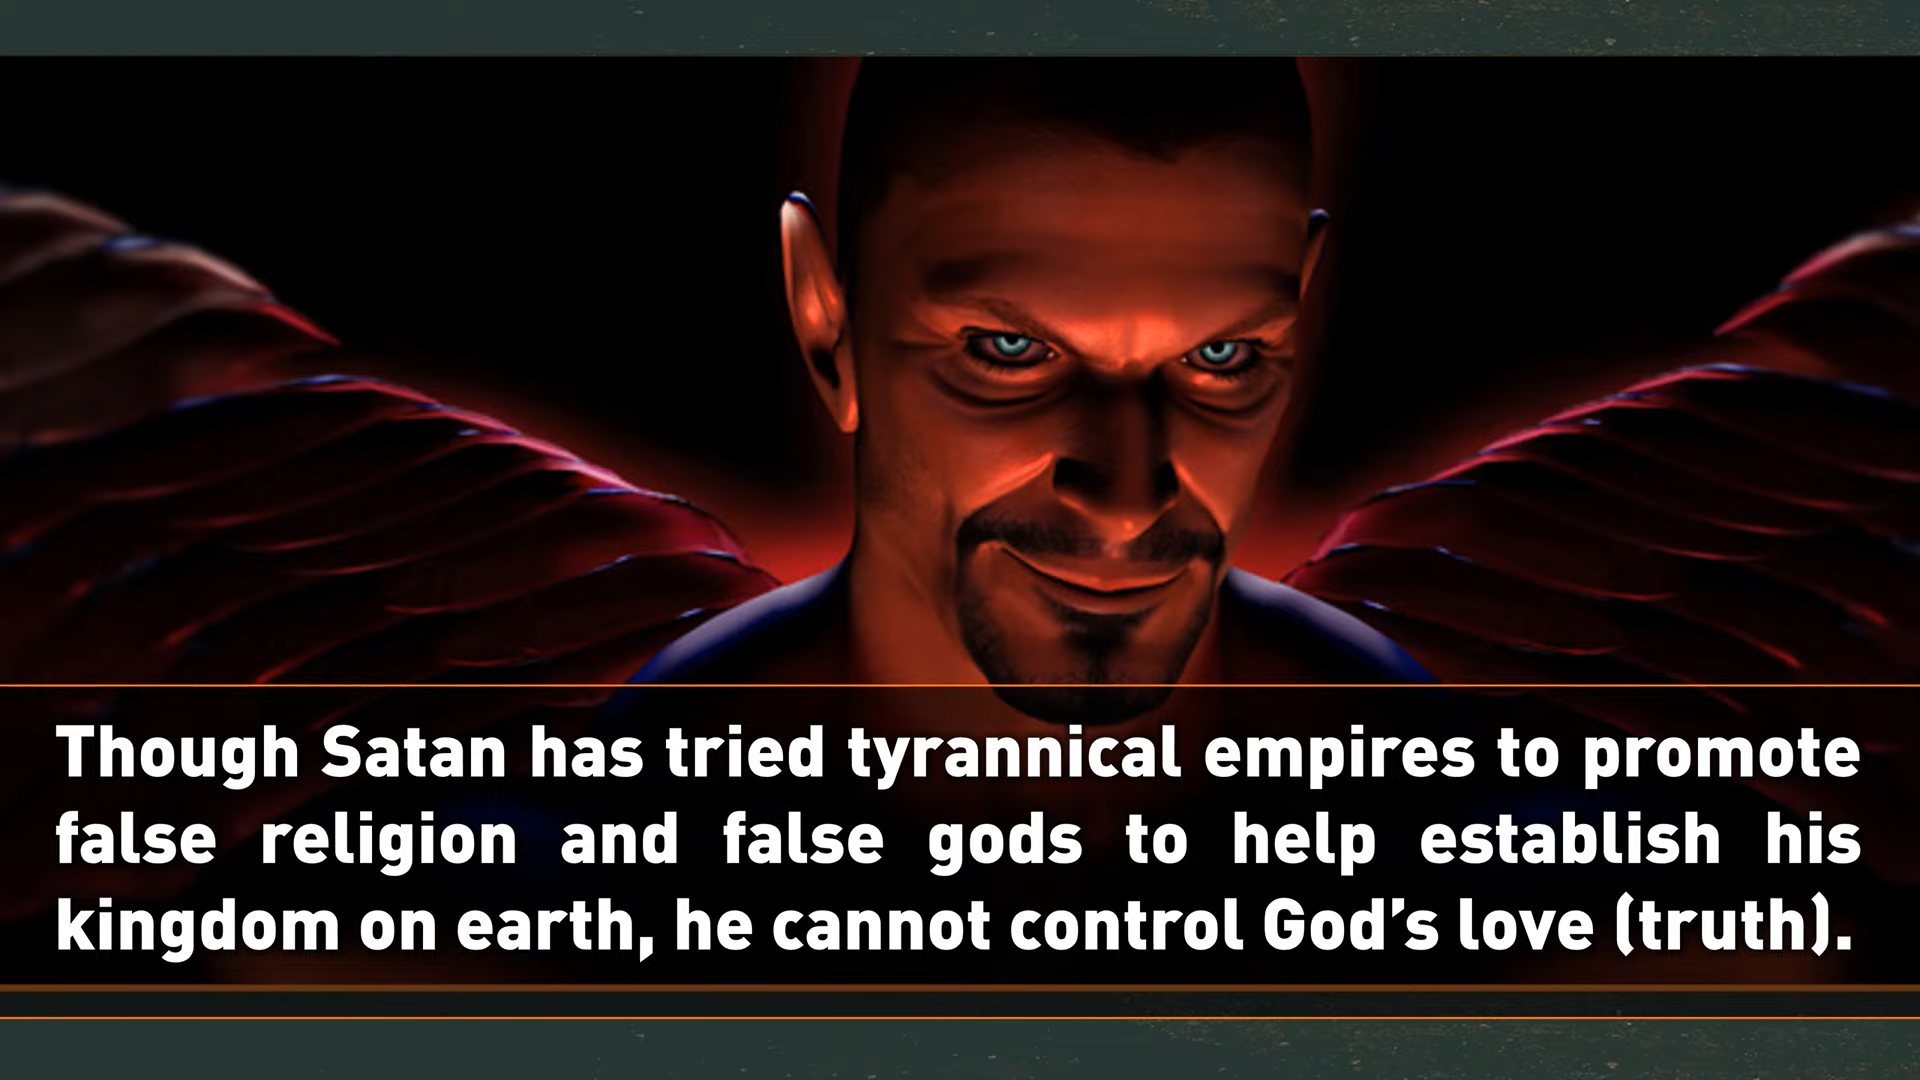 Though Satan has tried tyrannical empires to promote
false religion and false gods to help establish his
kingdom on earth, he cannot control God’s love (truth).